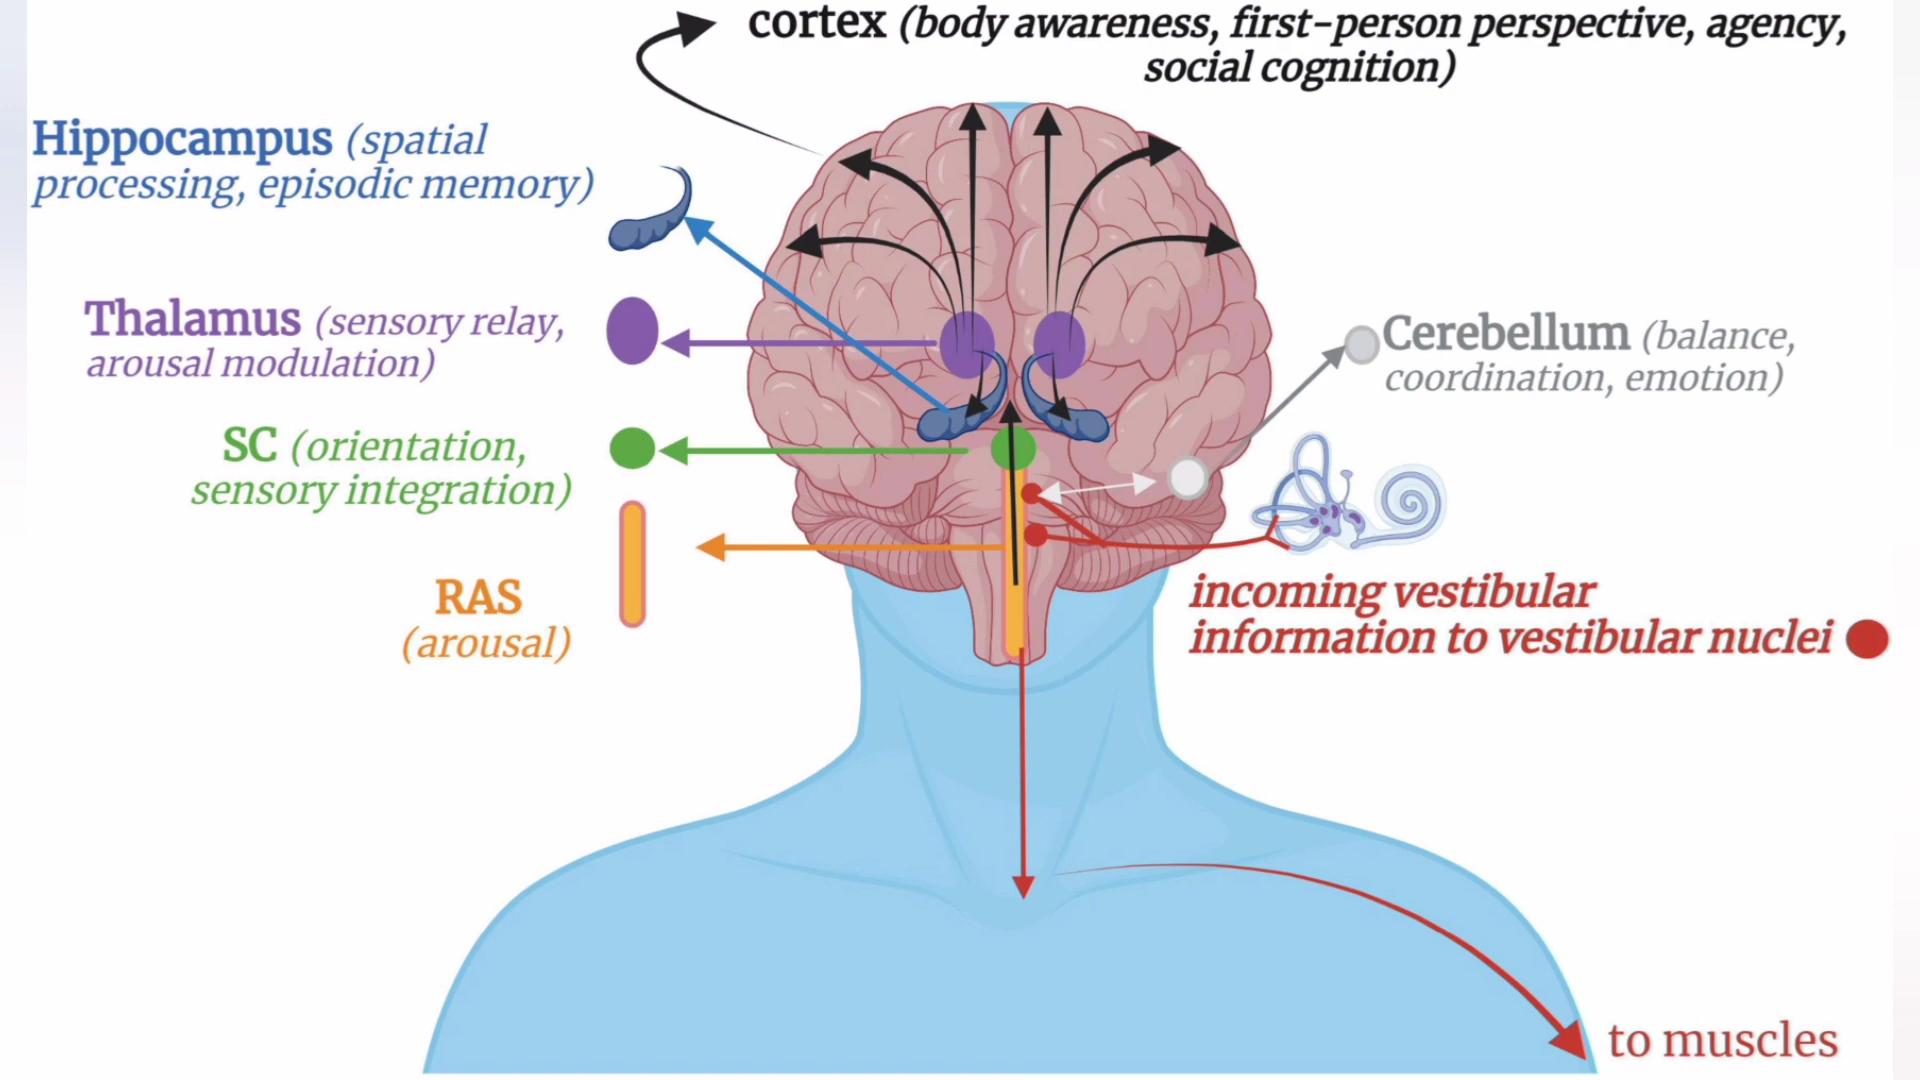 cortex (body awareness, first-person perspective, agency,
social cognition)
Hippocampus (spatial
processing, episodic memory)
Thalamus (sensory relay,
arousal modulation)
SC (orientation,
sensory integration)
RAS
(arousal)
Cerebellum (balance,
coordination, emotion)
incoming vestibular
information to vestibular nuclei
to muscles